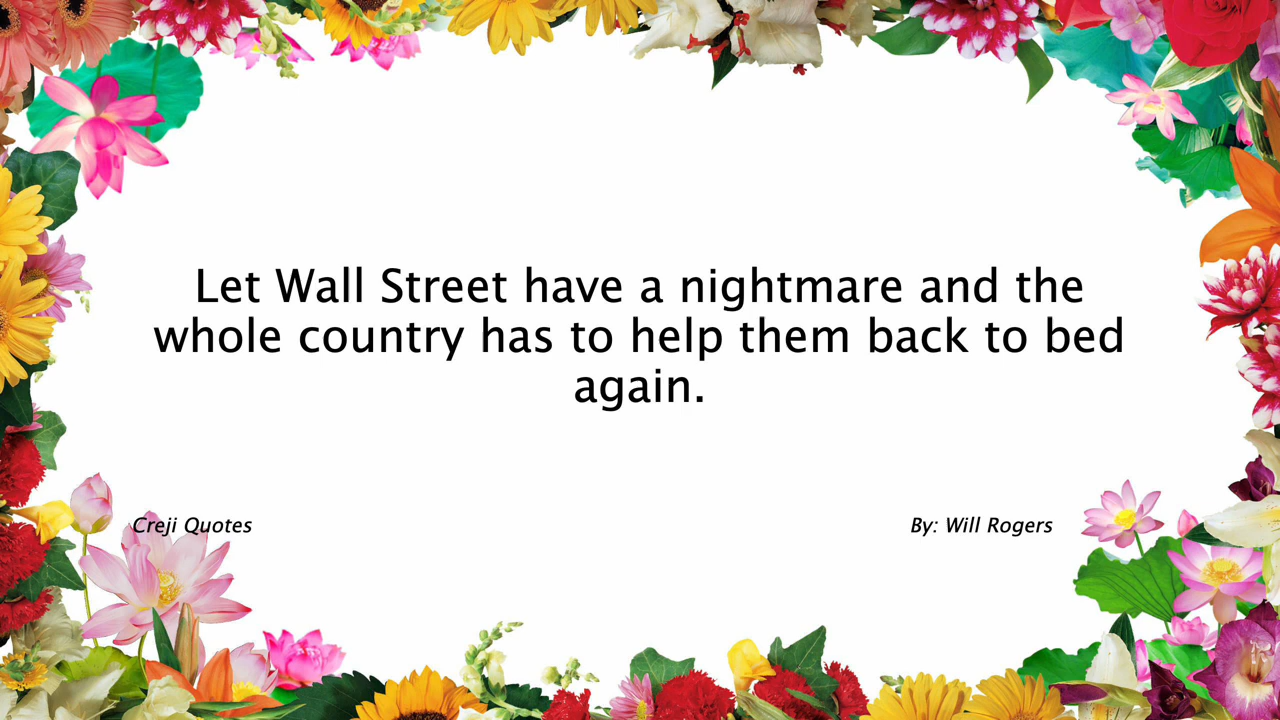 Let Wall Street have a nightmare and the
whole country has to help them back to bed
again.
Creji Quotes
By: Will Rogers